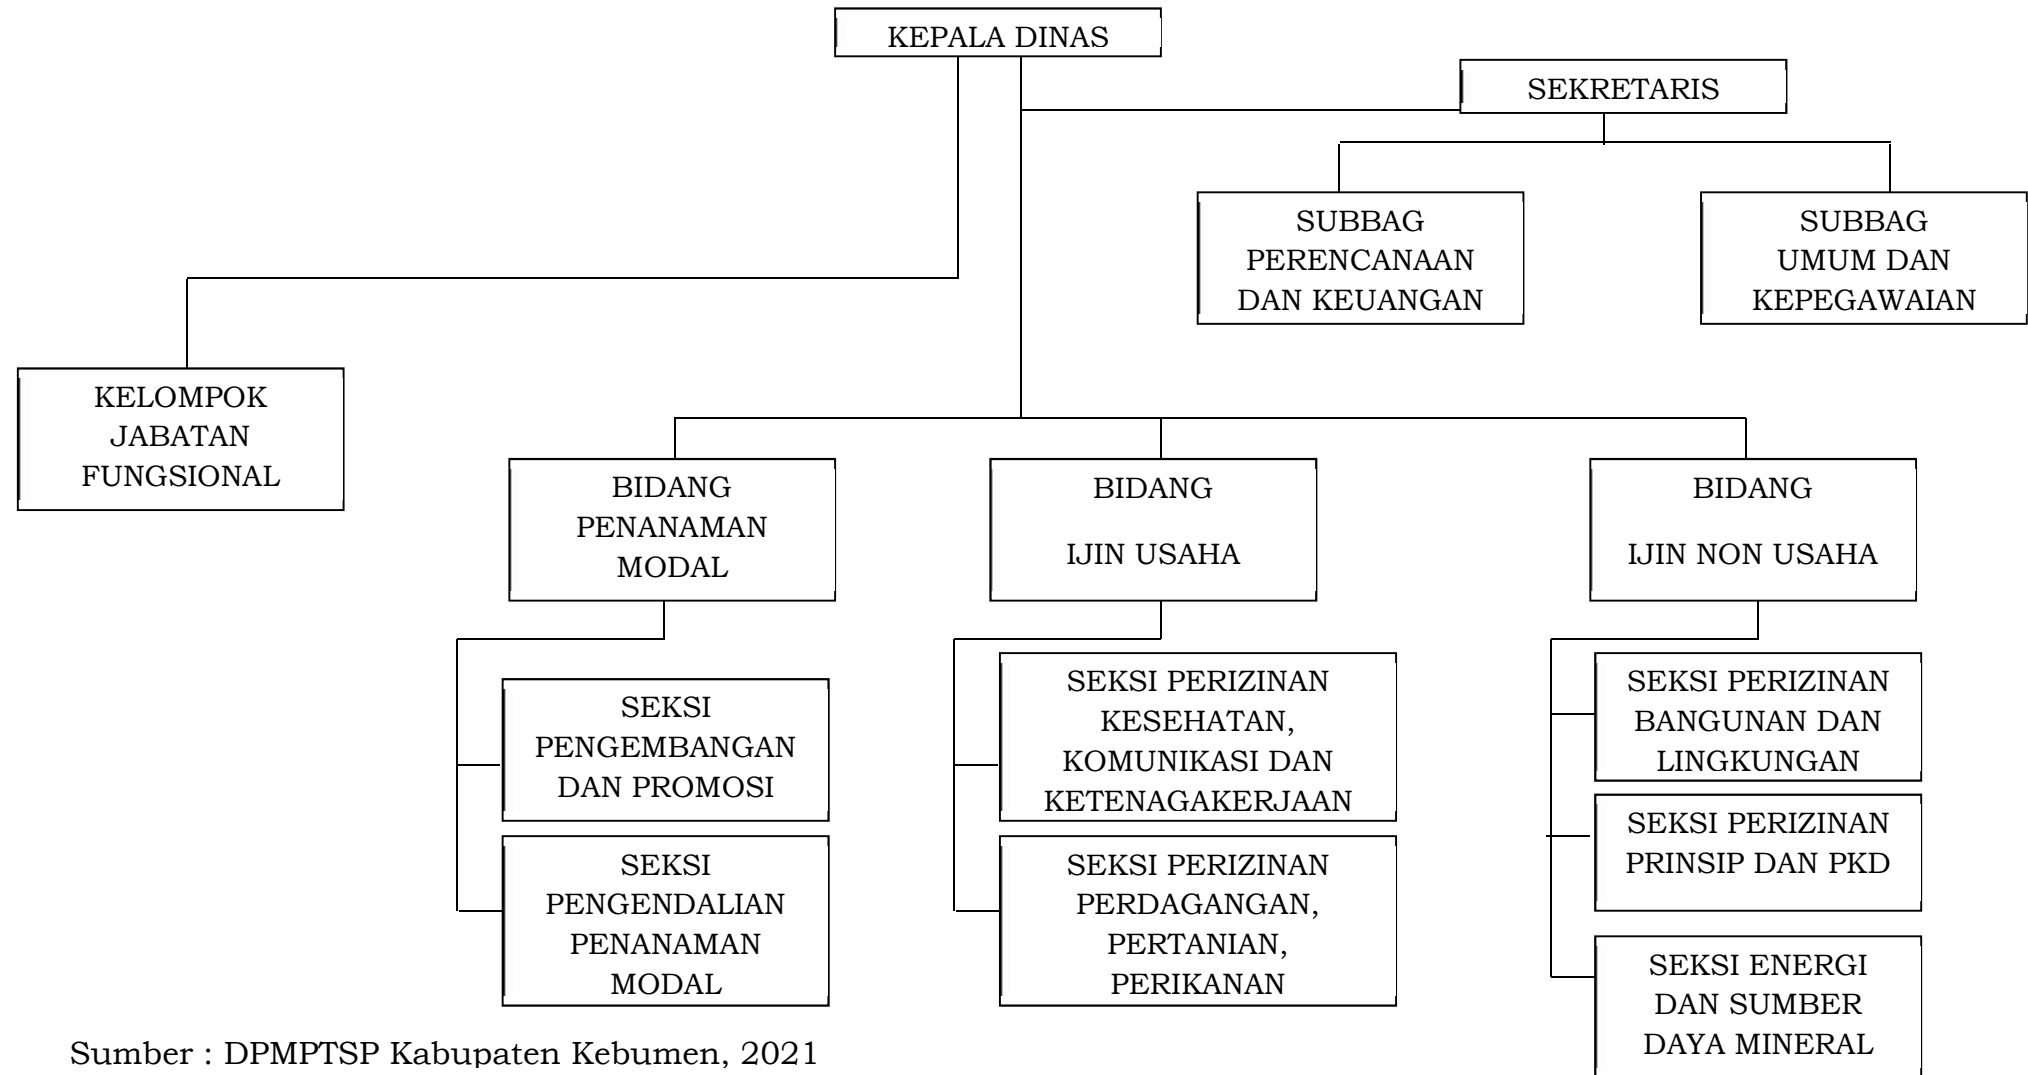 KEPALA DINAS
SEKRETARIS
SUBBAG
PERENCANAAN
DAN KEUANGAN
SUBBAG
UMUM DAN
KEPEGAWAIAN
KELOMPOK
JABATAN
FUNGSIONAL
BIDANG
PENANAMAN
MODAL
BIDANG
IJIN USAHA
BIDANG
IJIN NON USAHA
SEKSI
PENGEMBANGAN
DAN PROMOSI
SEKSI
PENGENDALIAN
PENANAMAN
MODAL
SEKSI PERIZINAN
KESEHATAN,
KOMUNIKASI DAN
KETENAGAKERJAAN
SEKSI PERIZINAN
PERDAGANGAN,
PERTANIAN,
PERIKANAN
SEKSI PERIZINAN
BANGUNAN DAN
LINGKUNGAN
SEKSI PERIZINAN
PRINSIP DAN PKD
SEKSI ENERGI
DAN SUMBER
DAYA MINERAL
Sumber : DPMPTSP Kabupaten Kebumen, 2021